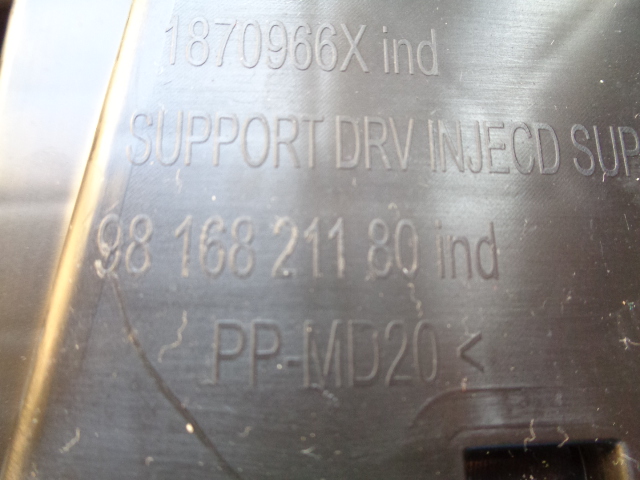 1870966X ind
SUPPORT DRV INJECD SUP
98 168 211 80 ind
PP-MD20 <